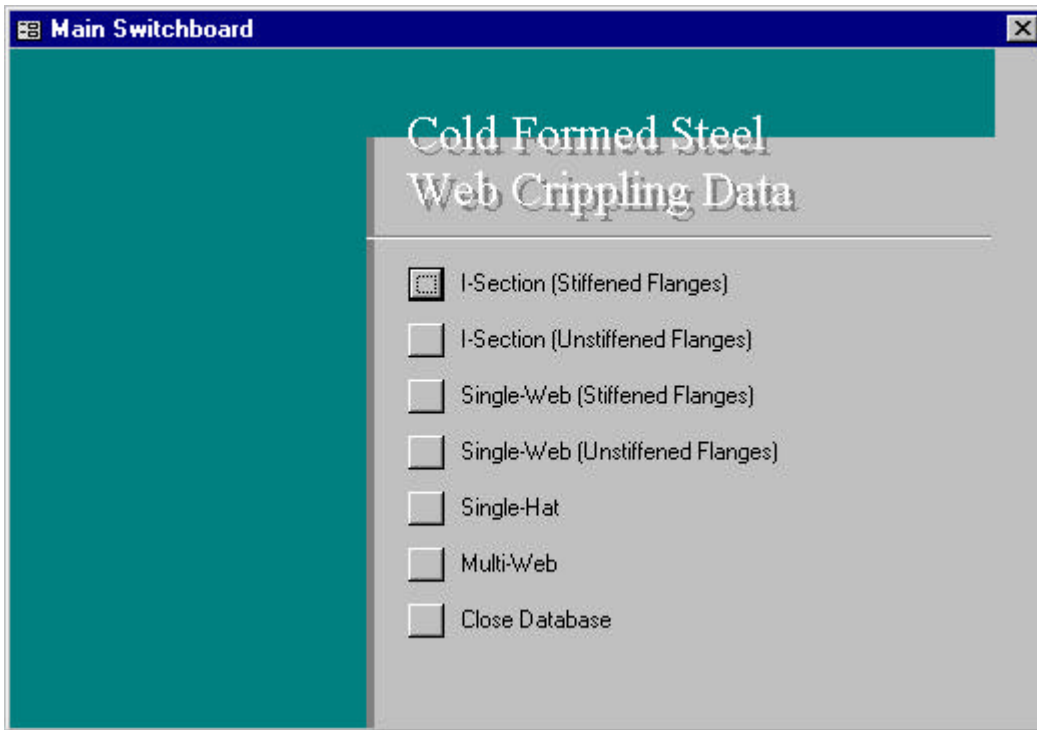 Main Switchboard
Cold Formed Steel
Web Crippling Data
I-Section (Stiffened Flanges)
I-Section (Unstiffened Flanges)
Single-Web (Stiffened Flanges)
Single-Web (Unstiffened Flanges)
Single-Hat
Multi-Web
Close Database